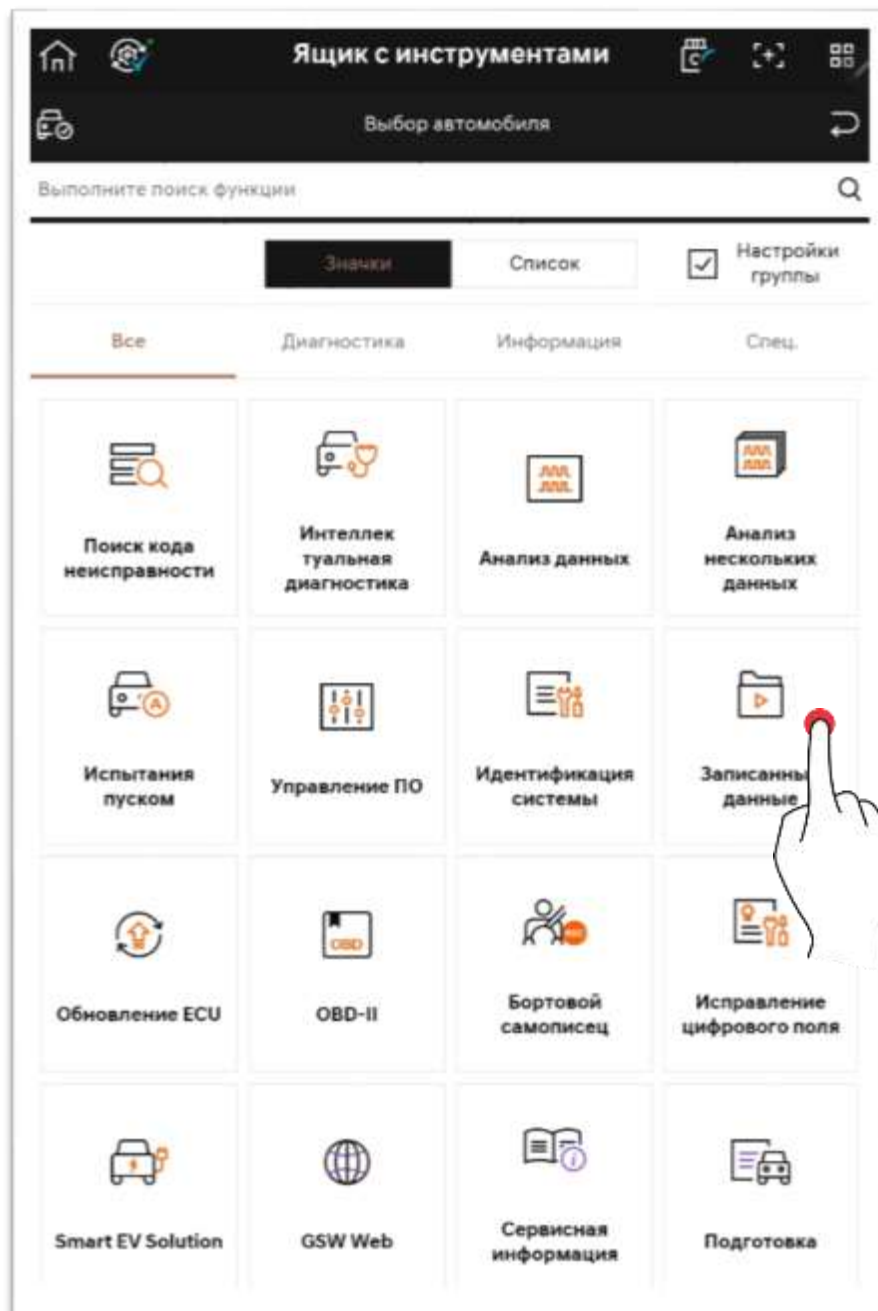 Ящик с инструментами
Выбор автомобиля
Выполните поиск функции
Значки
Список
Настройки
группы
Все
Диагностика
Информация
Спец.
Поиск кода
неисправности
Интеллек
туальная
диагностика
Анализ данных
Анализ
нескольких
данных
Испытания
пуском
Управление ПО
Идентификация
системы
Записанны
данные
Обновление ECU
OBD
OBD-II
Бортовой
самописец
Исправление
цифрового поля
Smart EV Solution
GSW Web
Сервисная
информация
Подготовка